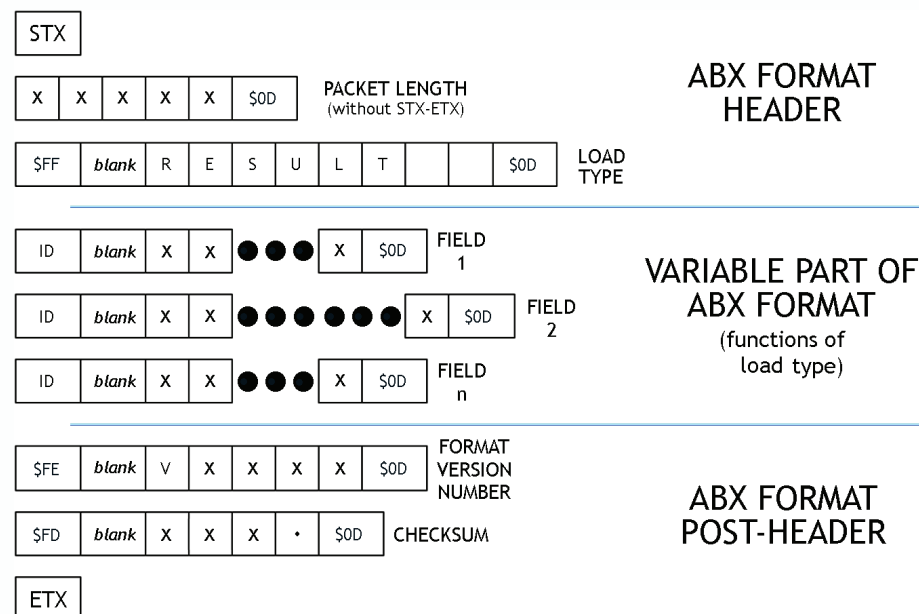 STX
X X X X X $0D PACKET LENGTH
(without STX-ETX)
ABX FORMAT
HEADER
$FF blank R E S U L T $0D LOAD
TYPE
ID blank X X ●●● X $0D FIELD
1
ID blank X X ●●●●●● X $0D FIELD
2
ID blank X X ●●● X $0D FIELD
n
VARIABLE PART OF
ABX FORMAT
(functions of
load type)
$FE blank V X X X X $0D FORMAT
VERSION
NUMBER
$FD blank X X X • $0D CHECKSUM
ABX FORMAT
POST-HEADER
ETX